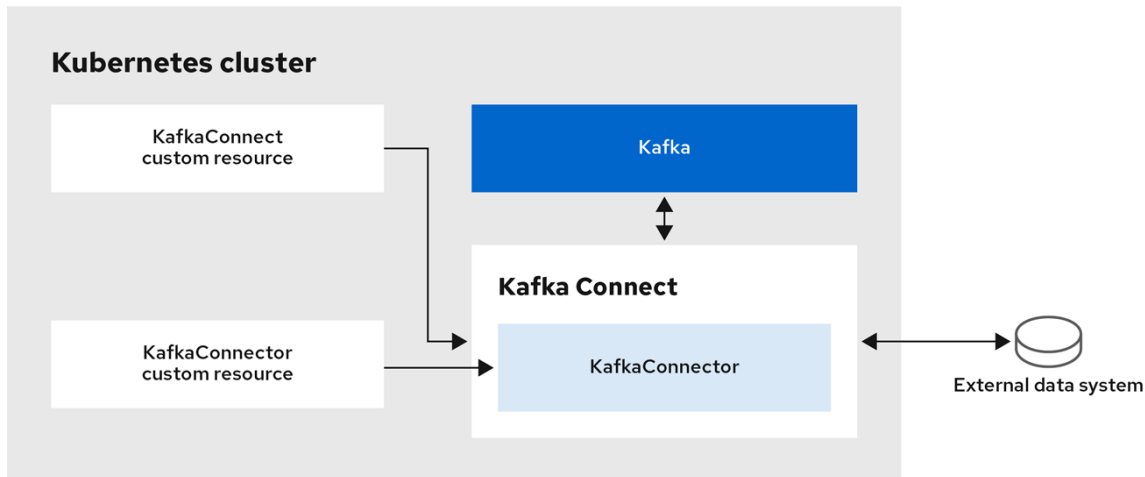 Kubernetes cluster
KafkaConnect
custom resource
Kafka
Kafka Connect
KafkaConnector
custom resource
KafkaConnector
External data system